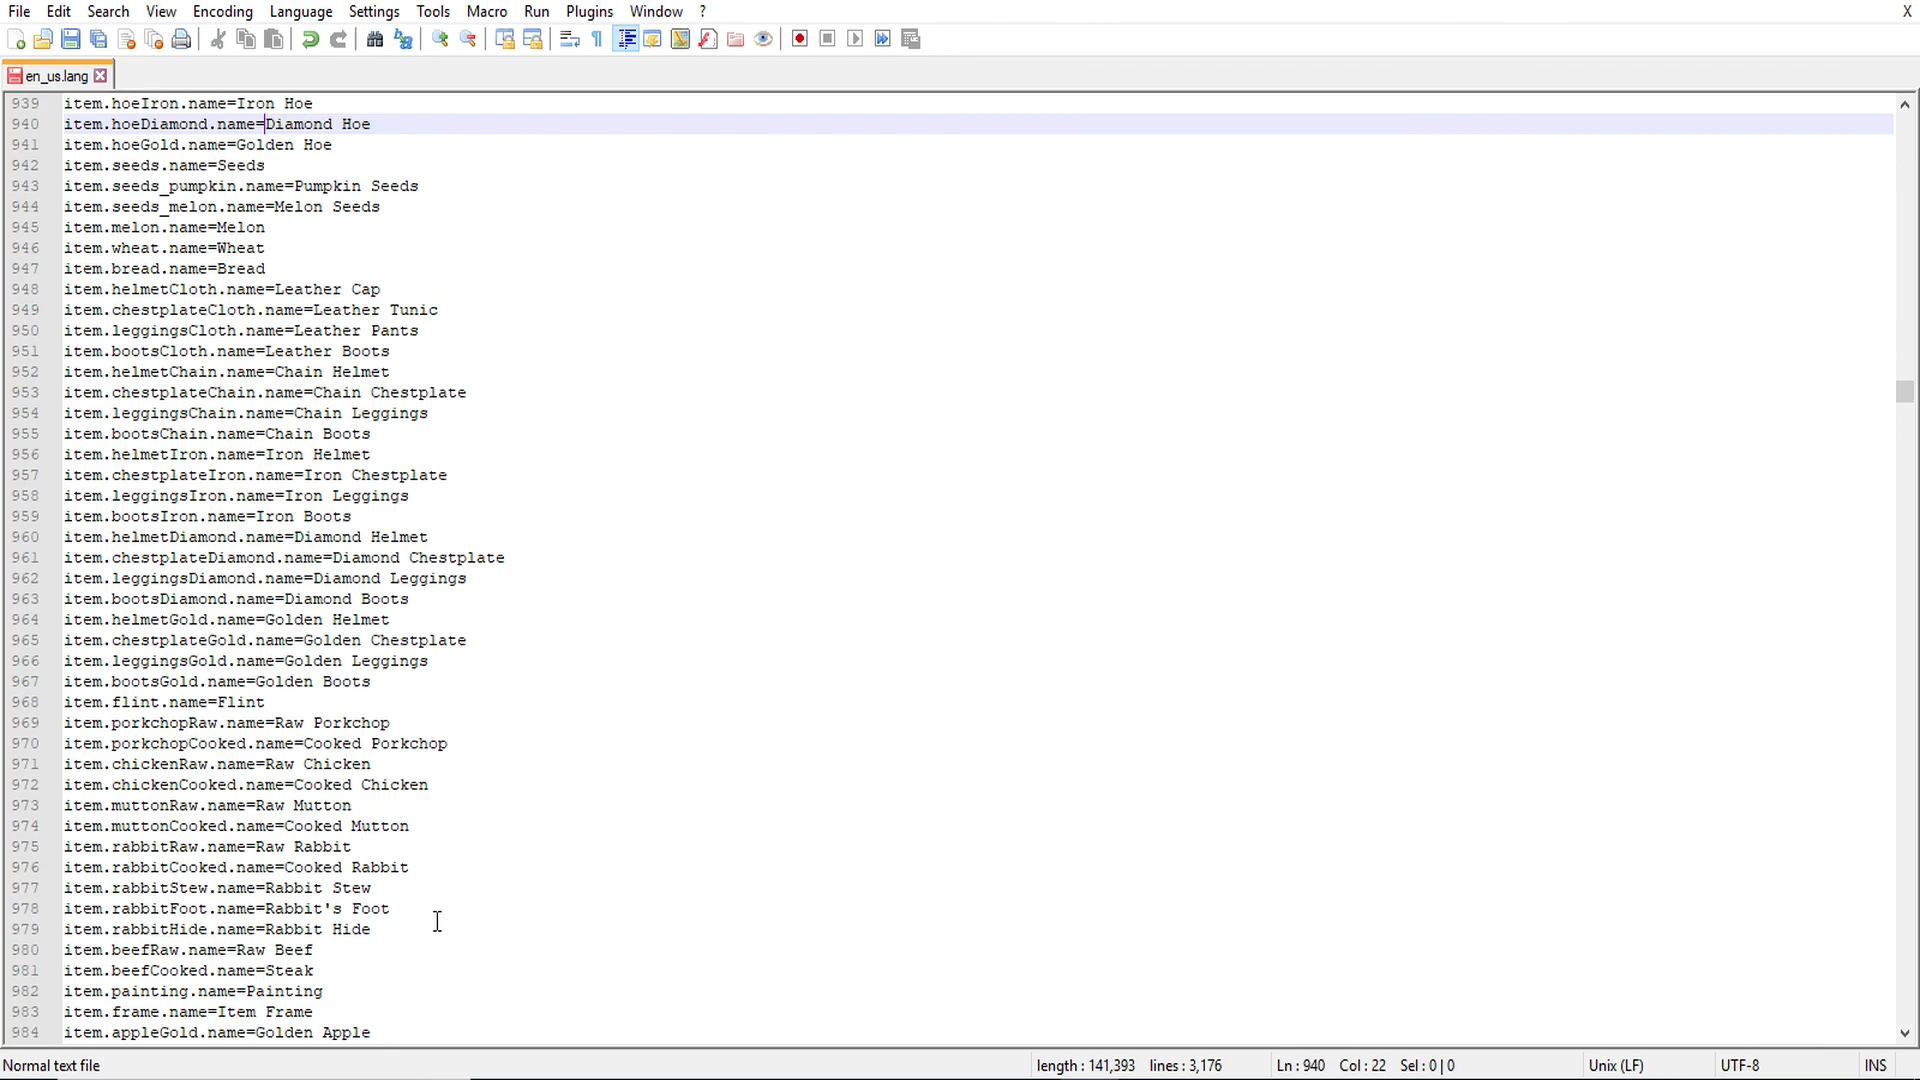 File Edit Search View Encoding Language Settings Tools Macro Run Plugins Window ? X
en_us.lang
939 item.hoeIron.name=Iron Hoe
940 item.hoeDiamond.name=Diamond Hoe
941 item.hoeGold.name=Golden Hoe
942 item.seeds.name=Seeds
943 item.seeds_pumpkin.name=Pumpkin Seeds
944 item.seeds_melon.name=Melon Seeds
945 item.melon.name=Melon
946 item.wheat.name=Wheat
947 item.bread.name=Bread
948 item.helmetCloth.name=Leather Cap
949 item.chestplateCloth.name=Leather Tunic
950 item.leggingsCloth.name=Leather Pants
951 item.bootsCloth.name=Leather Boots
952 item.helmetChain.name=Chain Helmet
953 item.chestplateChain.name=Chain Chestplate
954 item.leggingsChain.name=Chain Leggings
955 item.bootsChain.name=Chain Boots
956 item.helmetIron.name=Iron Helmet
957 item.chestplateIron.name=Iron Chestplate
958 item.leggingsIron.name=Iron Leggings
959 item.bootsIron.name=Iron Boots
960 item.helmetDiamond.name=Diamond Helmet
961 item.chestplateDiamond.name=Diamond Chestplate
962 item.leggingsDiamond.name=Diamond Leggings
963 item.bootsDiamond.name=Diamond Boots
964 item.helmetGold.name=Golden Helmet
965 item.chestplateGold.name=Golden Chestplate
966 item.leggingsGold.name=Golden Leggings
967 item.bootsGold.name=Golden Boots
968 item.flint.name=Flint
969 item.porkchopRaw.name=Raw Porkchop
970 item.porkchopCooked.name=Cooked Porkchop
971 item.chickenRaw.name=Raw Chicken
972 item.chickenCooked.name=Cooked Chicken
973 item.muttonRaw.name=Raw Mutton
974 item.muttonCooked.name=Cooked Mutton
975 item.rabbitRaw.name=Raw Rabbit
976 item.rabbitCooked.name=Cooked Rabbit
977 item.rabbitStew.name=Rabbit Stew
978 item.rabbitFoot.name=Rabbit's Foot
979 item.rabbitHide.name=Rabbit Hide
980 item.beefRaw.name=Raw Beef
981 item.beefCooked.name=Steak
982 item.painting.name=Painting
983 item.frame.name=Item Frame
984 item.appleGold.name=Golden Apple
Normal text file length : 141,393 lines : 3,176 Ln : 940 Col : 22 Sel : 0 | 0 Unix (LF) UTF-8 INS